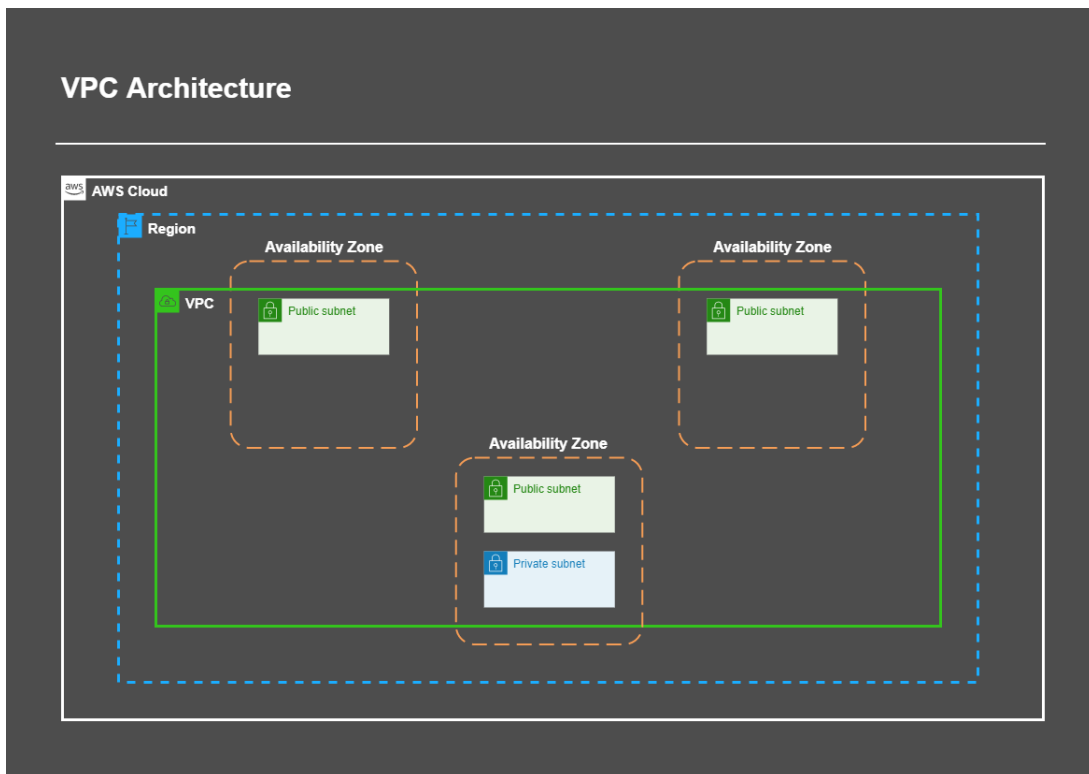 VPC Architecture
aws
AWS Cloud
Region
Availability Zone
Availability Zone
VPC
Public subnet
Public subnet
Availability Zone
Public subnet
Private subnet